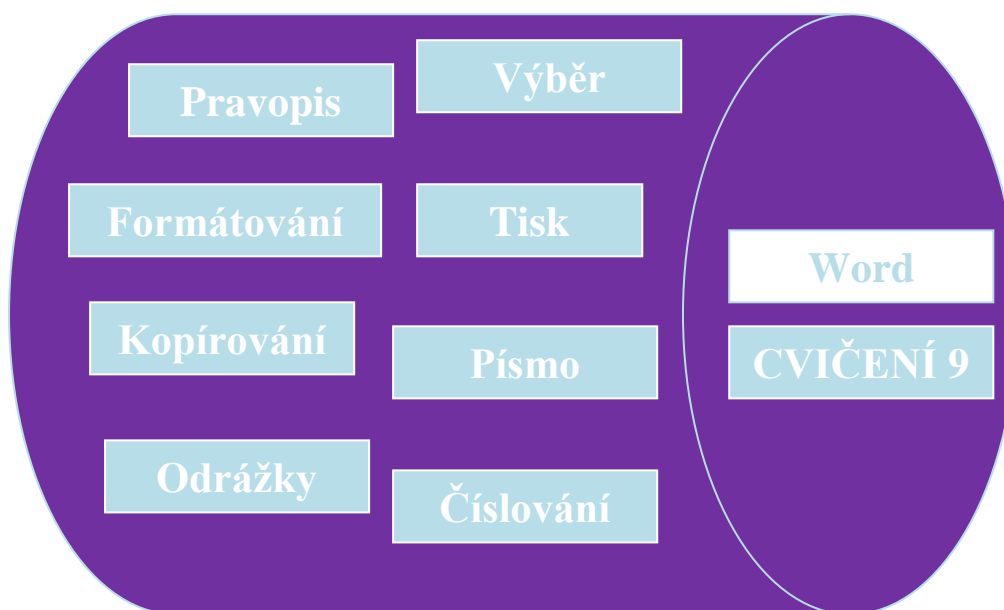 Pravopis
Výběr
Formátování
Tisk
Kopírování
Písmo
Odrážky
Číslování
Word
CVIČENÍ 9